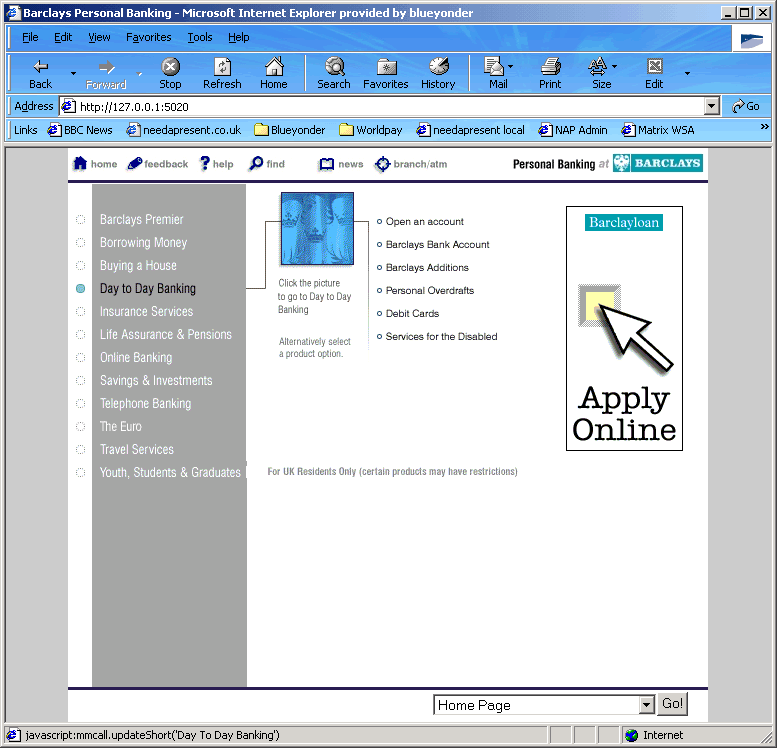 Barclays Personal Banking - Microsoft Internet Explorer provided by blueyonder
File Edit View Favorites Tools Help
Back Forward Stop Refresh Home Search Favorites History Mail Print Size Edit
Address http://127.0.0.1:5020 Go
Links BBC News needapresent.co.uk Blueyonder Worldpay needapresent local NAP Admin Matrix WSA »
home feedback help find news branch/atm Personal Banking at BARCLAYS
Barclays Premier
Borrowing Money
Buying a House
Day to Day Banking
Insurance Services
Life Assurance & Pensions
Online Banking
Savings & Investments
Telephone Banking
The Euro
Travel Services
Youth, Students & Graduates
Click the picture
to go to Day to Day
Banking
Alternatively select
a product option.
Open an account
Barclays Bank Account
Barclays Additions
Personal Overdrafts
Debit Cards
Services for the Disabled
Barclayloan
Apply
Online
For UK Residents Only (certain products may have restrictions)
Home Page Go!
javascript:mmcall.updateShort('Day To Day Banking') Internet